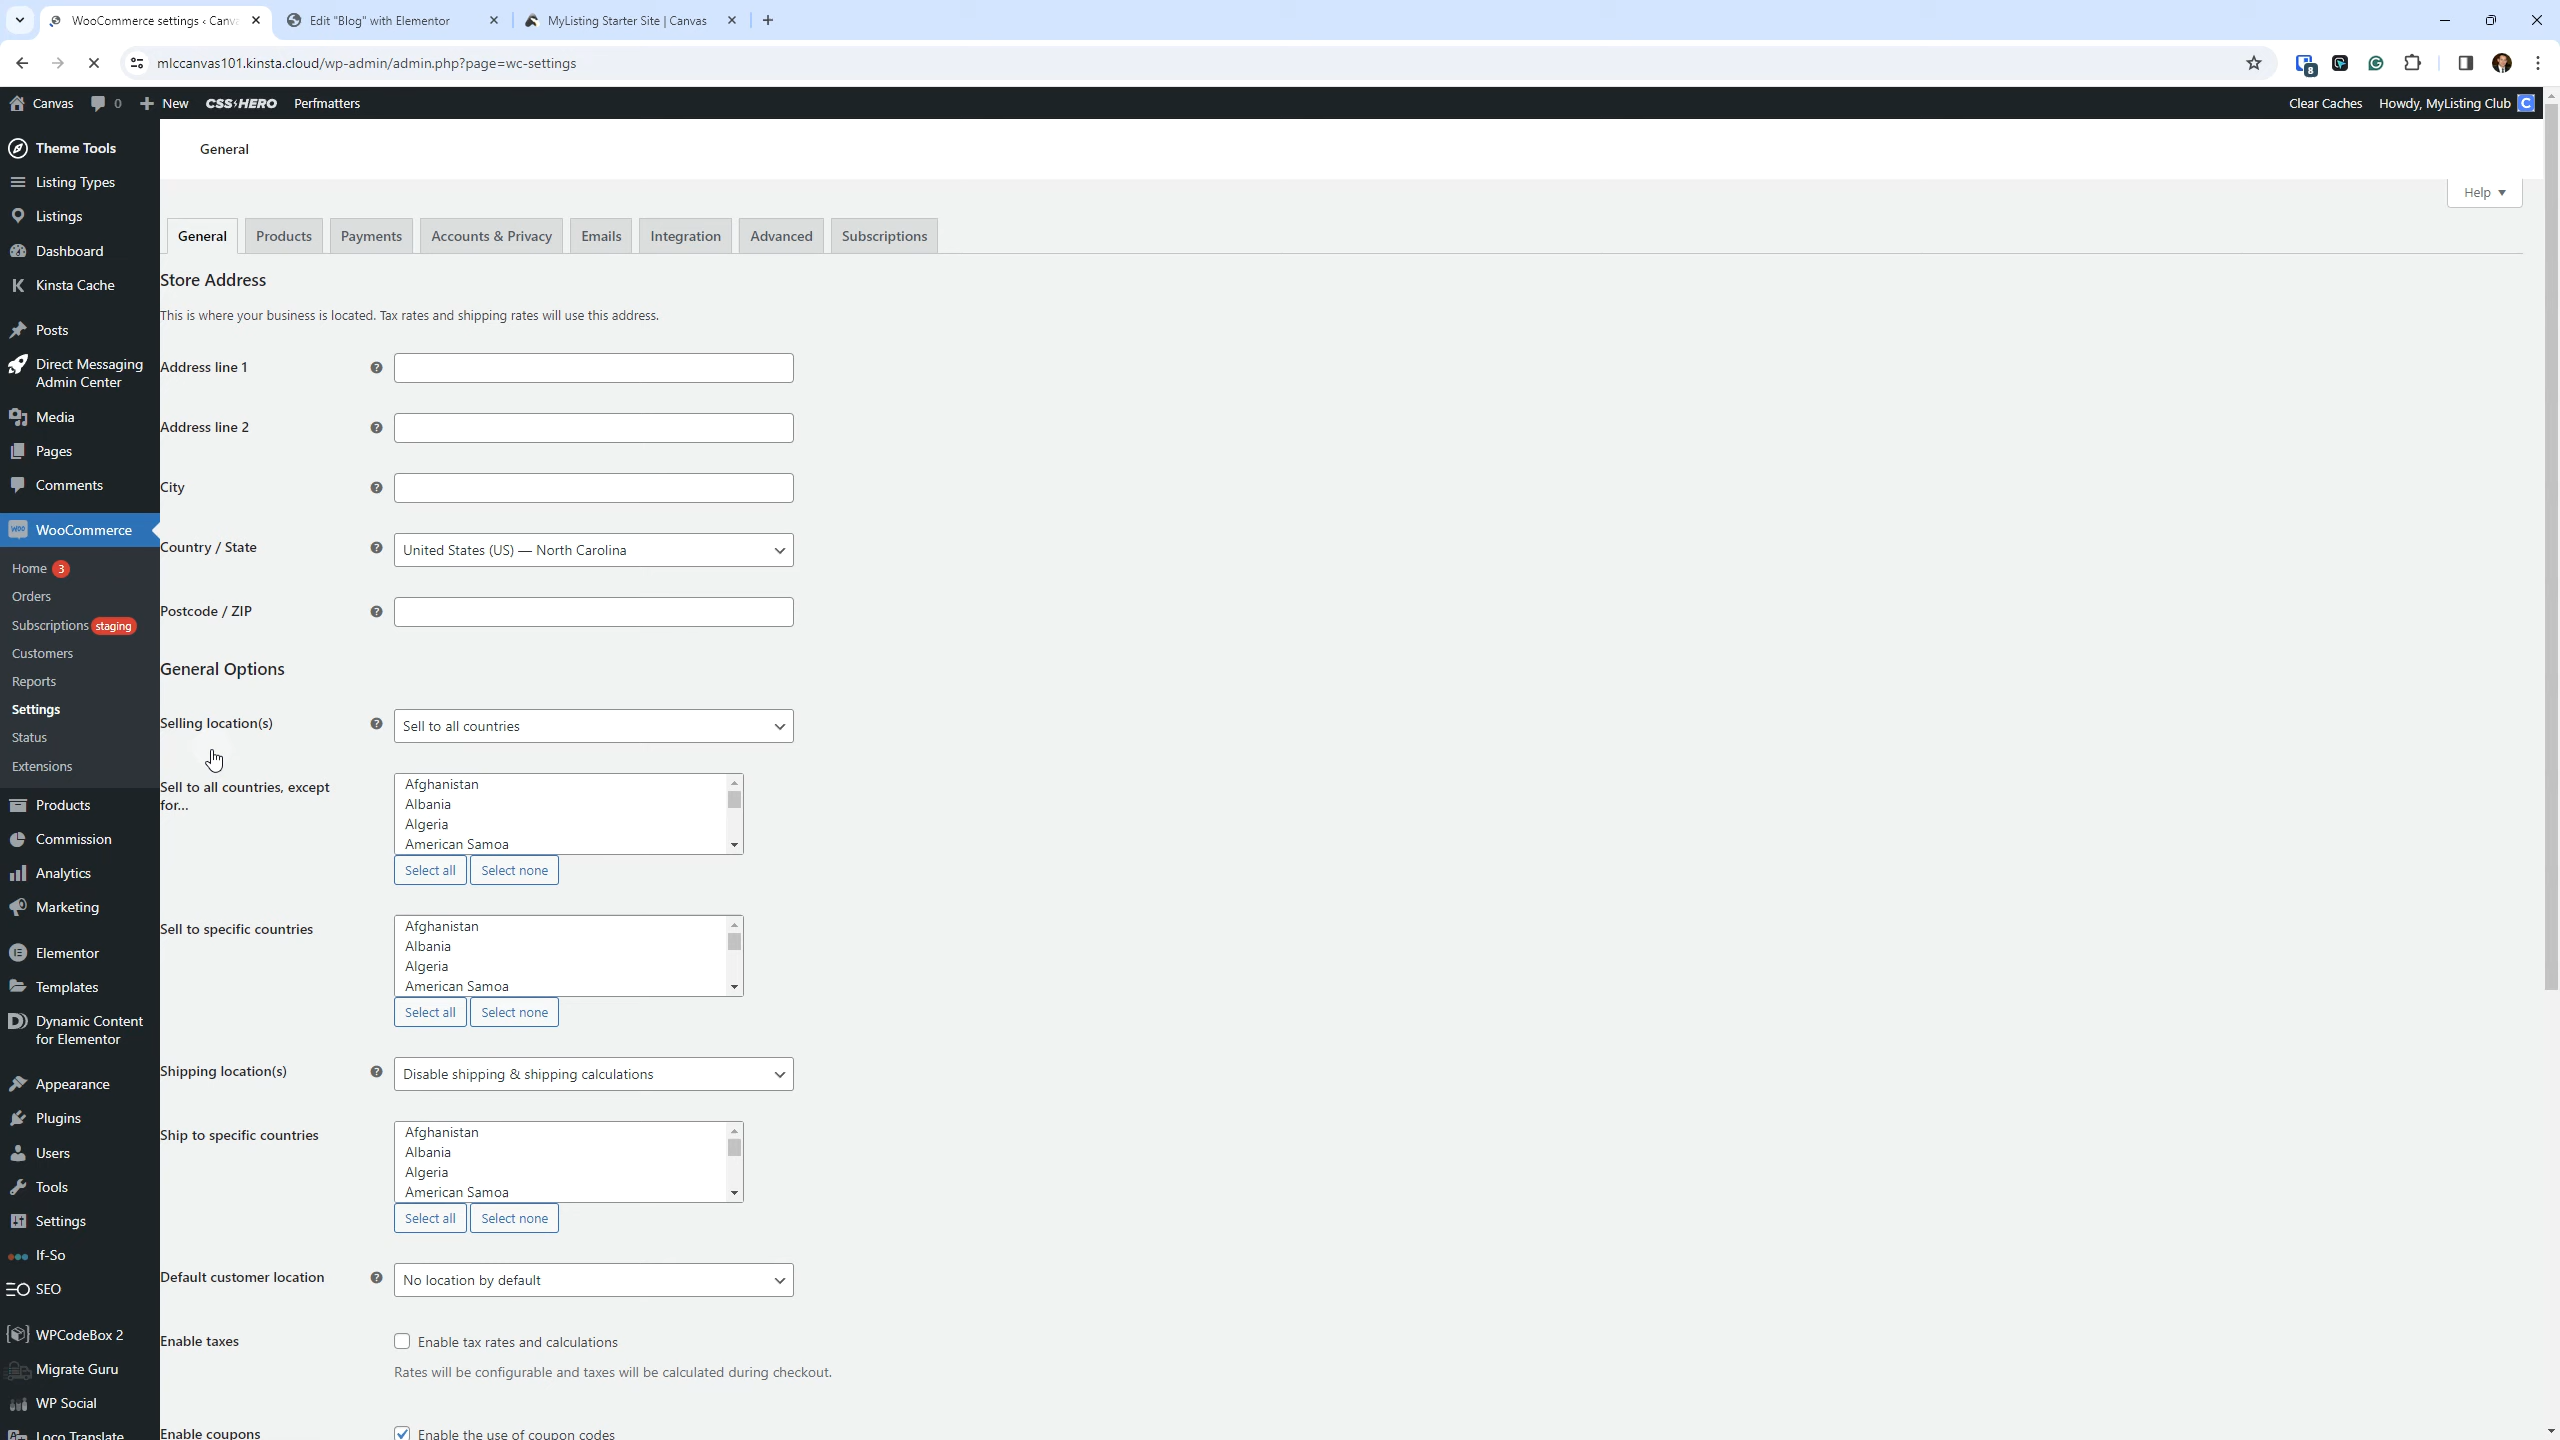 WooCommerce settings ‹ Canv
Edit "Blog" with Elementor
MyListing Starter Site | Canvas
mlccanvas101.kinsta.cloud/wp-admin/admin.php?page=wc-settings
8
Canvas
0
New
CSS HERO
Perfmatters
Clear Caches
Howdy, MyListing Club
C
Theme Tools
Listing Types
Listings
Dashboard
Kinsta Cache
Posts
Direct Messaging
Admin Center
Media
Pages
Comments
WooCommerce
Home 3
Orders
Subscriptions staging
Customers
Reports
Settings
Status
Extensions
Products
Commission
Analytics
Marketing
Elementor
Templates
Dynamic Content
for Elementor
Appearance
Plugins
Users
Tools
Settings
If-So
SEO
WPCodeBox 2
Migrate Guru
WP Social
Loco Translate
General
Help
General
Products
Payments
Accounts & Privacy
Emails
Integration
Advanced
Subscriptions
Store Address
This is where your business is located. Tax rates and shipping rates will use this address.
Address line 1
Address line 2
City
Country / State
United States (US) — North Carolina
Postcode / ZIP
General Options
Selling location(s)
Sell to all countries
Sell to all countries, except
for...
Afghanistan
Albania
Algeria
American Samoa
Select all
Select none
Sell to specific countries
Afghanistan
Albania
Algeria
American Samoa
Select all
Select none
Shipping location(s)
Disable shipping & shipping calculations
Ship to specific countries
Afghanistan
Albania
Algeria
American Samoa
Select all
Select none
Default customer location
No location by default
Enable taxes
Enable tax rates and calculations
Rates will be configurable and taxes will be calculated during checkout.
Enable coupons
Enable the use of coupon codes